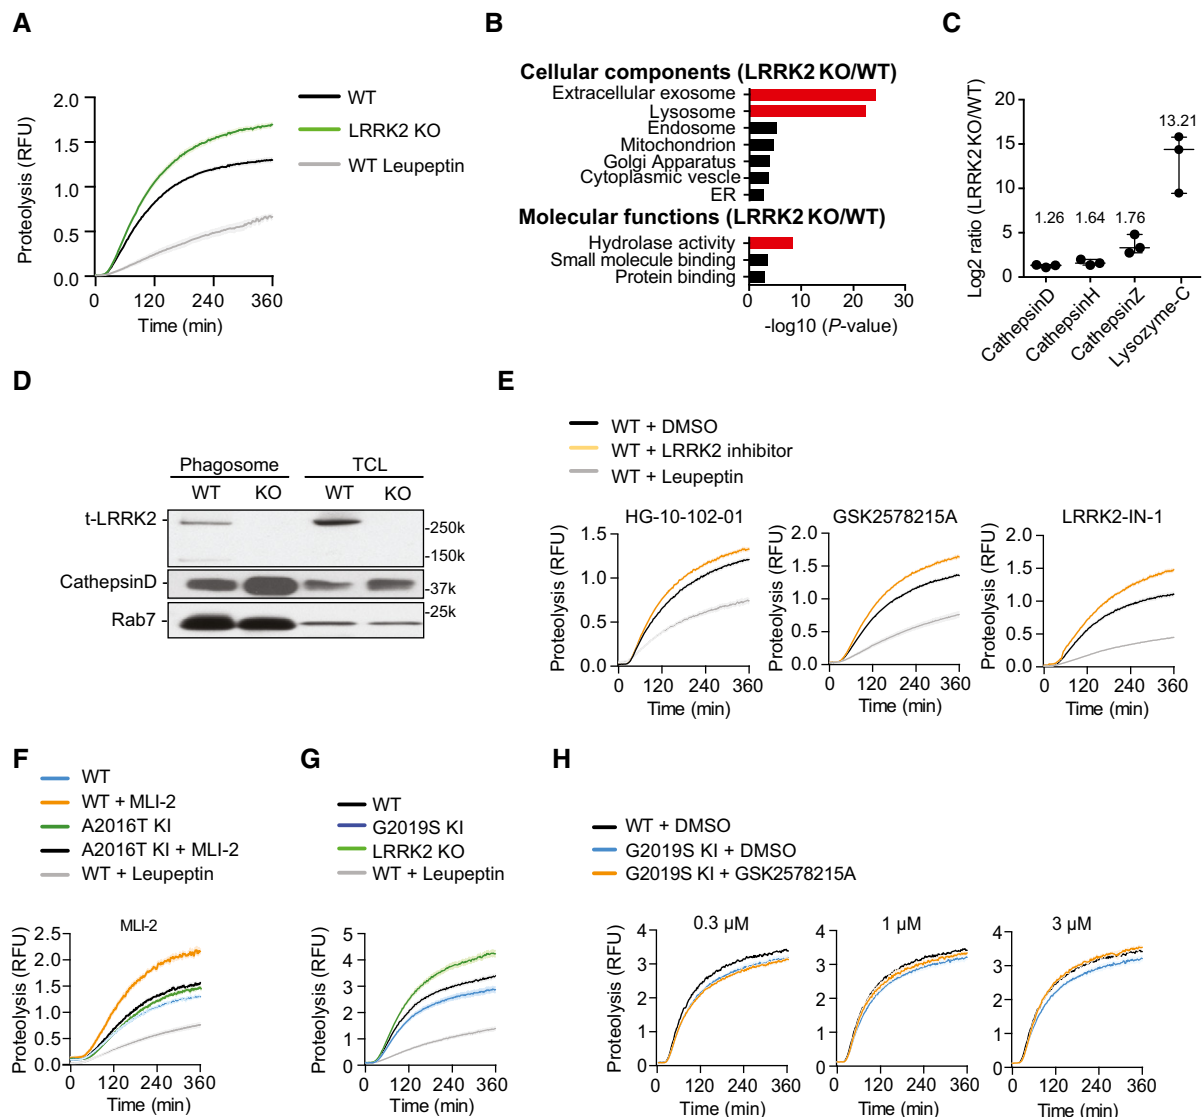 A
2.0
1.5
1.0
0.5
0.0
Proteolysis (RFU)
0 120 240 360
Time (min)
WT
LRRK2 KO
WT Leupeptin
B
Cellular components (LRRK2 KO/WT)
Extracellular exosome
Lysosome
Endosome
Mitochondrion
Golgi Apparatus
Cytoplasmic vescle
ER
Molecular functions (LRRK2 KO/WT)
Hydrolase activity
Small molecule binding
Protein binding
0 10 20 30
-log10 (P-value)
C
Log2 ratio (LRRK2 KO/WT)
20
15
10
5
0
1.26 1.64 1.76 13.21
CathepsinD
CathepsinH
CathepsinZ
Lysozyme-C
D
Phagosome TCL
WT KO WT KO
t-LRRK2
-250k
-150k
CathepsinD
-37k
-25k
Rab7
E
WT + DMSO
WT + LRRK2 inhibitor
WT + Leupeptin
HG-10-102-01
Proteolysis (RFU)
1.5
1.0
0.5
0.0
0 120 240 360
Time (min)
GSK2578215A
Proteolysis (RFU)
2.0
1.5
1.0
0.5
0.0
0 120 240 360
Time (min)
LRRK2-IN-1
Proteolysis (RFU)
2.0
1.5
1.0
0.5
0.0
0 120 240 360
Time (min)
F
WT
WT + MLI-2
A2016T KI
A2016T KI + MLI-2
WT + Leupeptin
MLI-2
Proteolysis (RFU)
2.5
2.0
1.5
1.0
0.5
0.0
0 120 240 360
Time (min)
G
WT
G2019S KI
LRRK2 KO
WT + Leupeptin
Proteolysis (RFU)
5
4
3
2
1
0
0 120 240 360
Time (min)
H
WT + DMSO
G2019S KI + DMSO
G2019S KI + GSK2578215A
0.3 µM
Proteolysis (RFU)
4
3
2
1
0
0 120 240 360
Time (min)
1 µM
4
3
2
1
0
0 120 240 360
Time (min)
3 µM
4
3
2
1
0
0 120 240 360
Time (min)